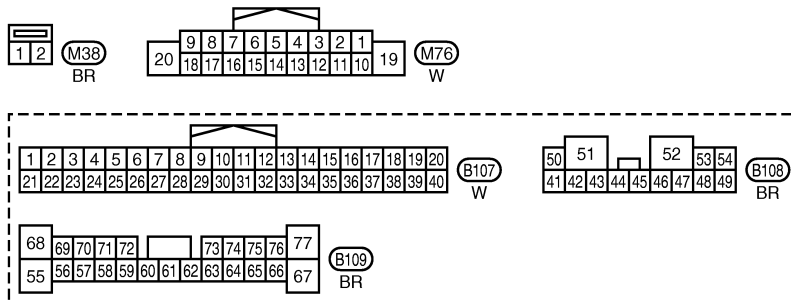 1 2 M38
BR
9 8 7 6 5 4 3 2 1
20 18 17 16 15 14 13 12 11 10 19 M76
W
1 2 3 4 5 6 7 8 9 10 11 12 13 14 15 16 17 18 19 20
21 22 23 24 25 26 27 28 29 30 31 32 33 34 35 36 37 38 39 40
B107
W
50 51 52 53 54
41 42 43 44 45 46 47 48 49
B108
BR
68 69 70 71 72 73 74 75 76 77
55 56 57 58 59 60 61 62 63 64 65 66 67
B109
BR